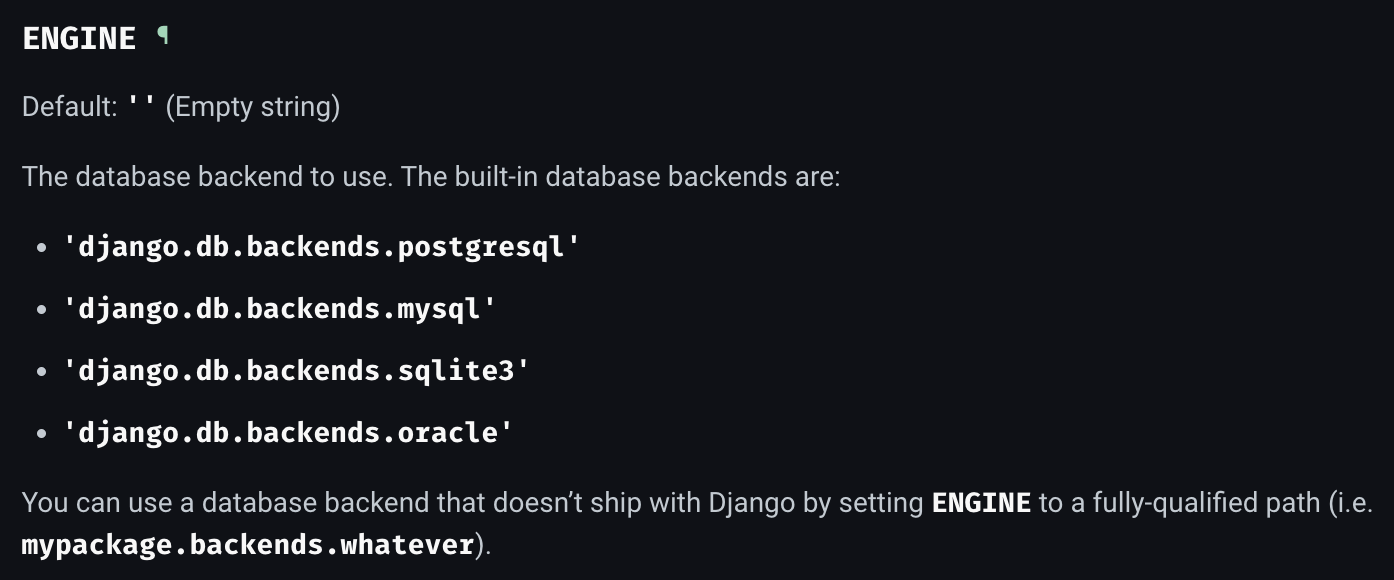 ENGINE ¶
Default: '' (Empty string)
The database backend to use. The built-in database backends are:
• 'django.db.backends.postgresql'
• 'django.db.backends.mysql'
• 'django.db.backends.sqlite3'
• 'django.db.backends.oracle'
You can use a database backend that doesn’t ship with Django by setting ENGINE to a fully-qualified path (i.e.
mypackage.backends.whatever).